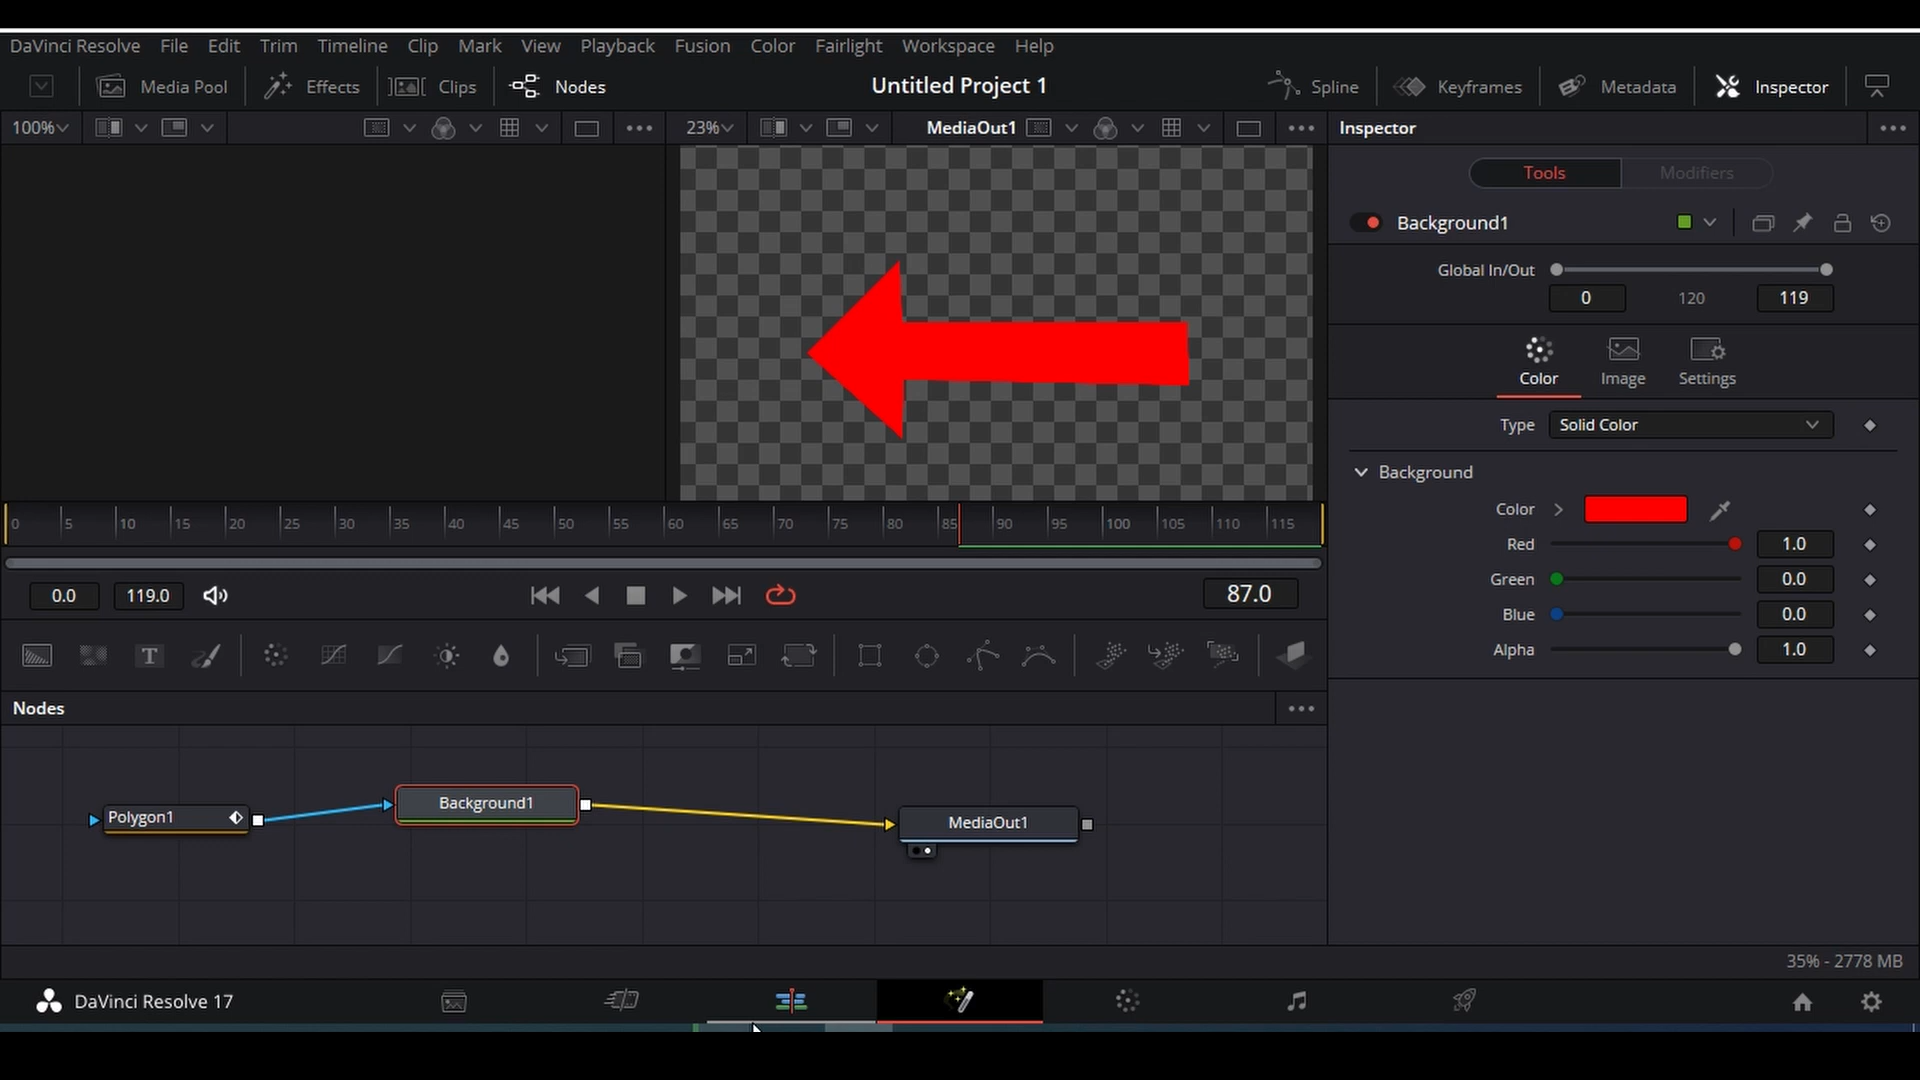 DaVinci Resolve File Edit Trim Timeline Clip Mark View Playback Fusion Color Fairlight Workspace Help
Media Pool Effects Clips Nodes Untitled Project 1 Spline Keyframes Metadata Inspector
100% 23% MediaOut1 Inspector
Tools Modifiers
Background1
Global In/Out
0 120 119
Color Image Settings
Type Solid Color
Background
Color
Red 1.0
Green 0.0
Blue 0.0
Alpha 1.0
0 5 10 15 20 25 30 35 40 45 50 55 60 65 70 75 80 85 90 95 100 105 110 115
0.0 119.0 87.0
T
Nodes
Polygon1 Background1 MediaOut1
35% - 2778 MB
DaVinci Resolve 17